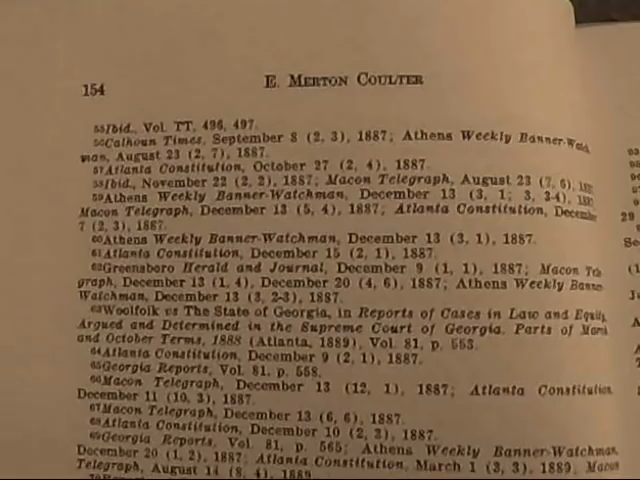 154
E. MERTON COULTER
55Ibid., Vol. TT, 496, 497.
56Calhoun Times, September 8 (2, 3), 1887; Athens Weekly Banner-Watch
man, August 23 (2, 7), 1887.
57Atlanta Constitution, October 27 (2, 4), 1887.
58Ibid., November 22 (2, 2), 1887; Macon Telegraph, August 23 (7, 5),
59Athens Weekly Banner-Watchman, December 13 (3, 1; 3, 3-4),
Macon Telegraph, December 13 (5, 4), 1887; Atlanta Constitution, December
7 (2, 3), 1887.
60Athens Weekly Banner-Watchman, December 13 (3, 1), 1887.
61Atlanta Constitution, December 15 (2, 1), 1887.
62Greensboro Herald and Journal, December 9 (1, 1), 1887; Macon Tele
graph, December 13 (1, 4), December 20 (4, 6), 1887; Athens Weekly Banner
Watchman, December 13 (3, 2-3), 1887.
63Woolfolk vs The State of Georgia, in Reports of Cases in Law and Equity,
Argued and Determined in the Supreme Court of Georgia. Parts of March
and October Terms, 1888 (Atlanta, 1889), Vol. 81, p. 553.
64Atlanta Constitution, December 9 (2, 1), 1887.
65Georgia Reports, Vol. 81, p. 558.
66Macon Telegraph, December 13 (12, 1), 1887; Atlanta Constitution,
December 11 (10, 3), 1887.
67Macon Telegraph, December 13 (6, 6), 1887.
68Atlanta Constitution, December 10 (2, 3), 1887.
69Georgia Reports, Vol. 81, p. 565; Athens Weekly Banner-Watchman,
December 20 (1, 2), 1887; Atlanta Constitution, March 1 (3, 3), 1889; Macon
Telegraph, August 14 (8, 4), 1889.
29